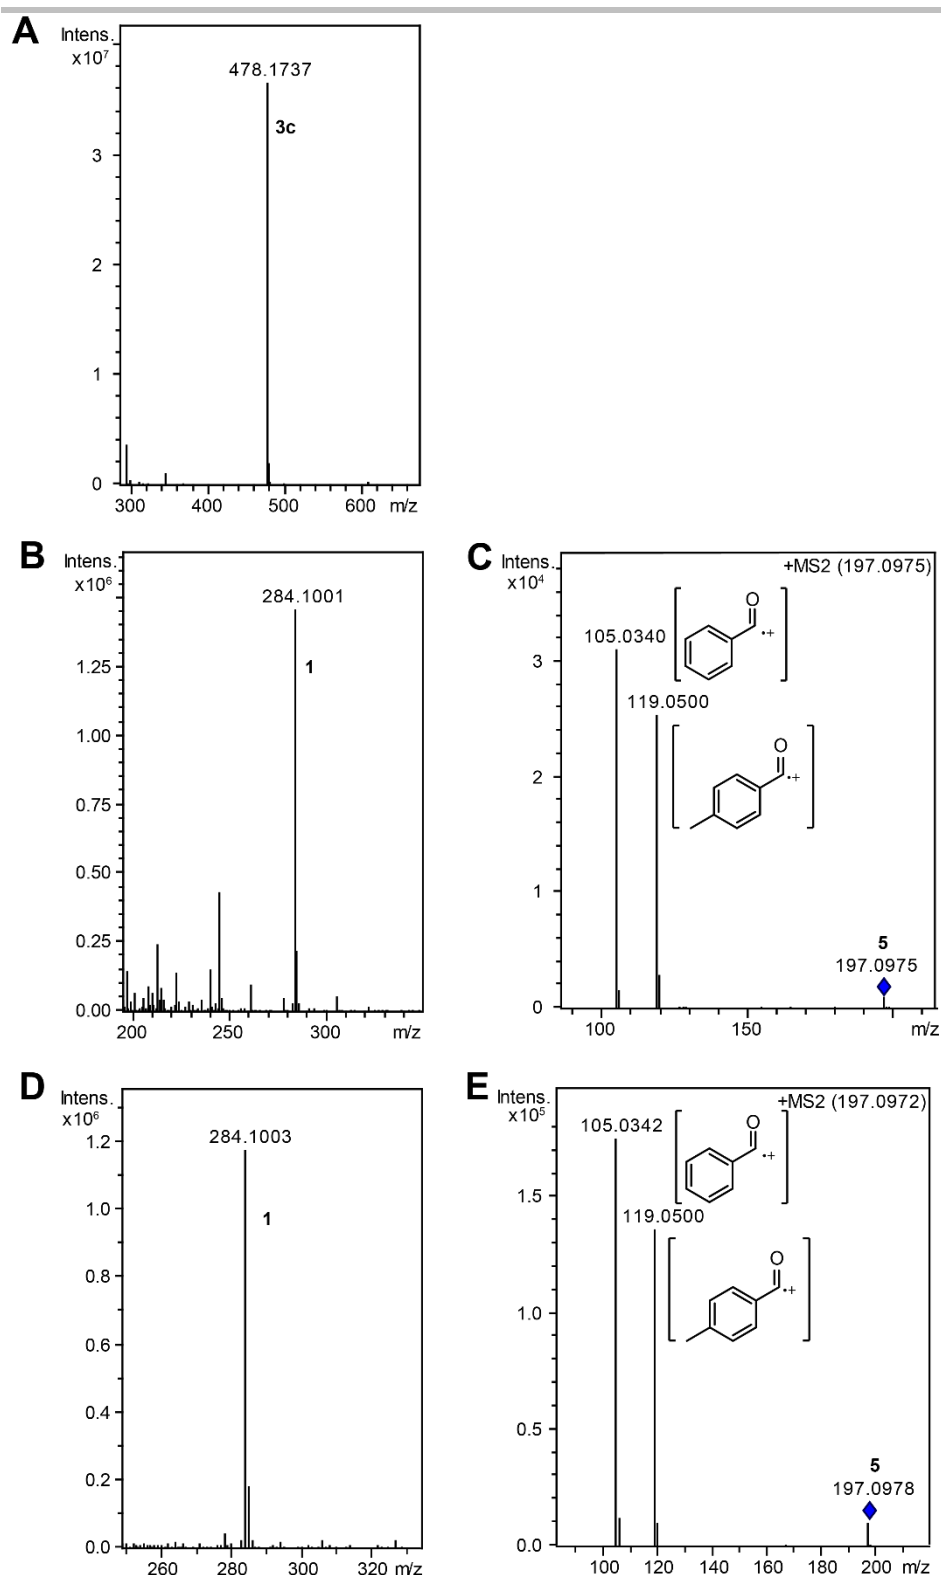 A
Intens.
x10⁷
478.1737
3c
3
2
1
0
300 400 500 600 m/z
B
Intens.
x10⁶
284.1001
1
1.25
1.00
0.75
0.50
0.25
0.00
200 250 300 m/z
C
Intens.
x10⁴
+MS2 (197.0975)
O
•+
105.0340
3
119.0500
O
•+
2
1
5
197.0975
0
100 150 m/z
D
Intens.
x10⁶
284.1003
1
1.2
1.0
0.8
0.6
0.4
0.2
0.0
260 280 300 320 m/z
E
Intens.
x10⁵
+MS2 (197.0972)
O
•+
105.0342
1.5
119.0500
O
•+
1.0
0.5
5
197.0978
0.0
100 120 140 160 180 200 m/z